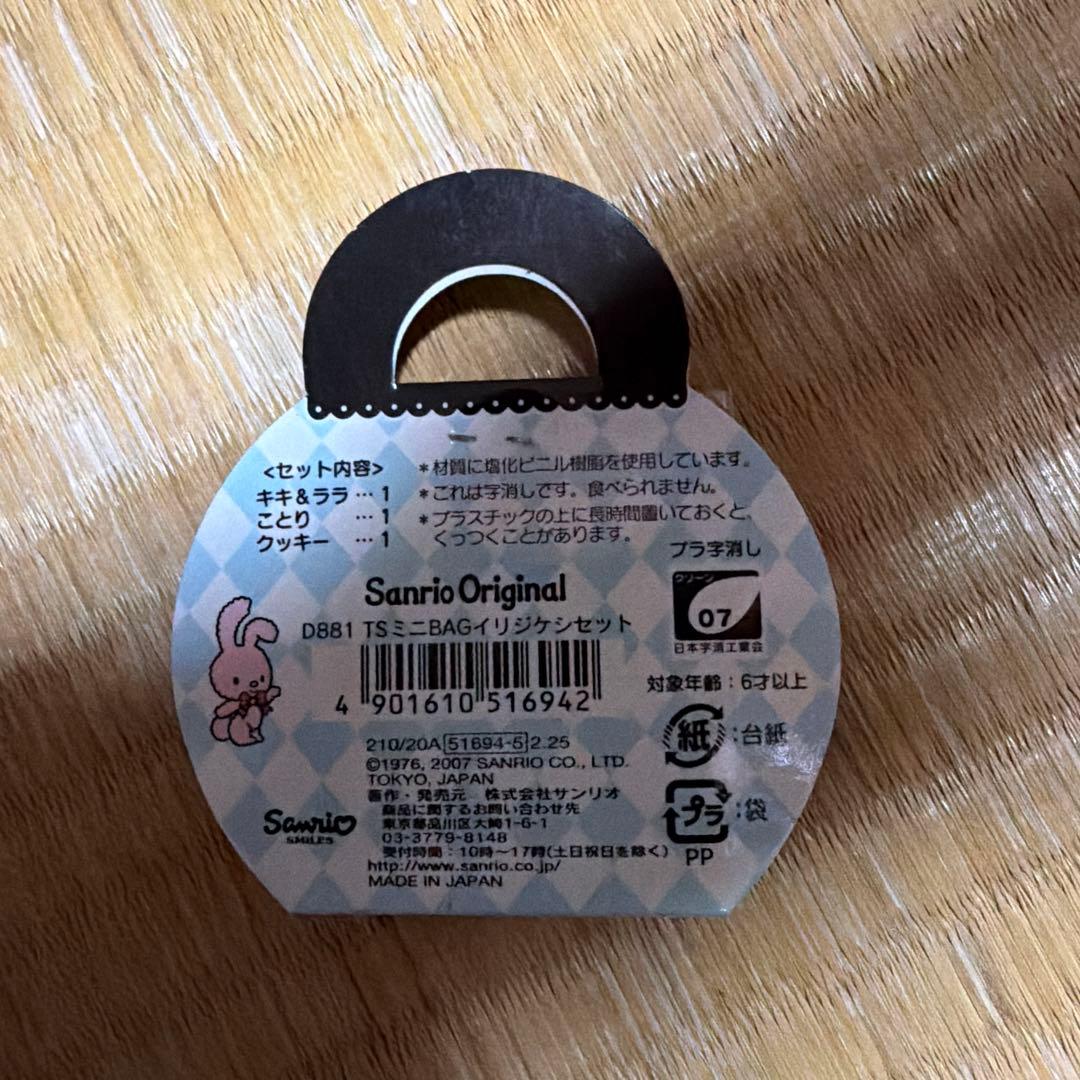 <セット内容>
キキ&ララ … 1
ことり … 1
クッキー … 1
*材質に塩化ビニル樹脂を使用しています。
*これは字消しです。食べられません。
*プラスチックの上に長時間置いておくと、
くっつくことがあります。
プラ字消し
クリーン
07
日本字消工業会
Sanrio Original
D881 TSミニBAGイリジケシセット
4 901610 516942
対象年齢：6才以上
紙：台紙
プラ：袋
PP
210/20A 51694-5 2.25
©1976, 2007 SANRIO CO., LTD.
TOKYO, JAPAN
著作・発売元 株式会社サンリオ
商品に関するお問い合わせ先
東京都品川区大崎1-6-1
03-3779-8148
受付時間：10時〜17時(土日祝日を除く)
http://www.sanrio.co.jp/
MADE IN JAPAN
Sanrio
SMILES